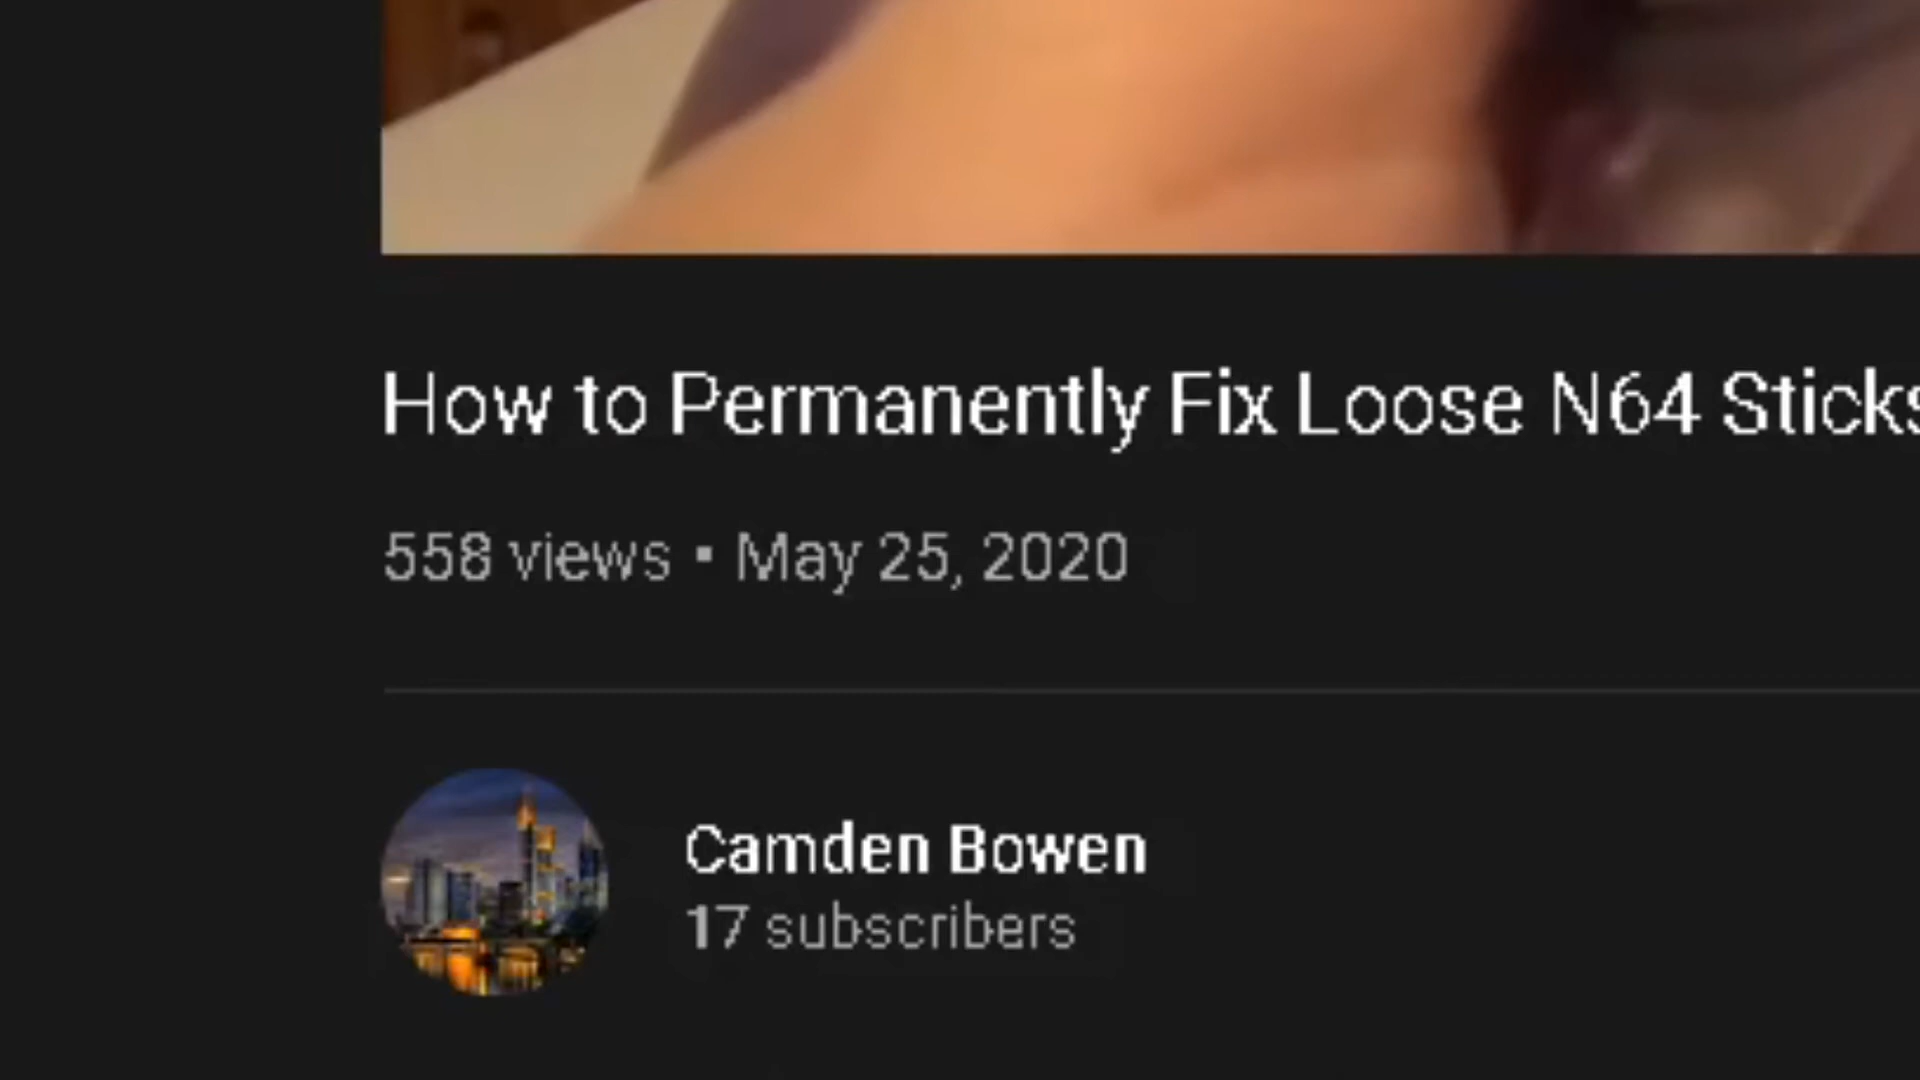 How to Permanently Fix Loose N64 Sticks
558 views • May 25, 2020
Camden Bowen
17 subscribers